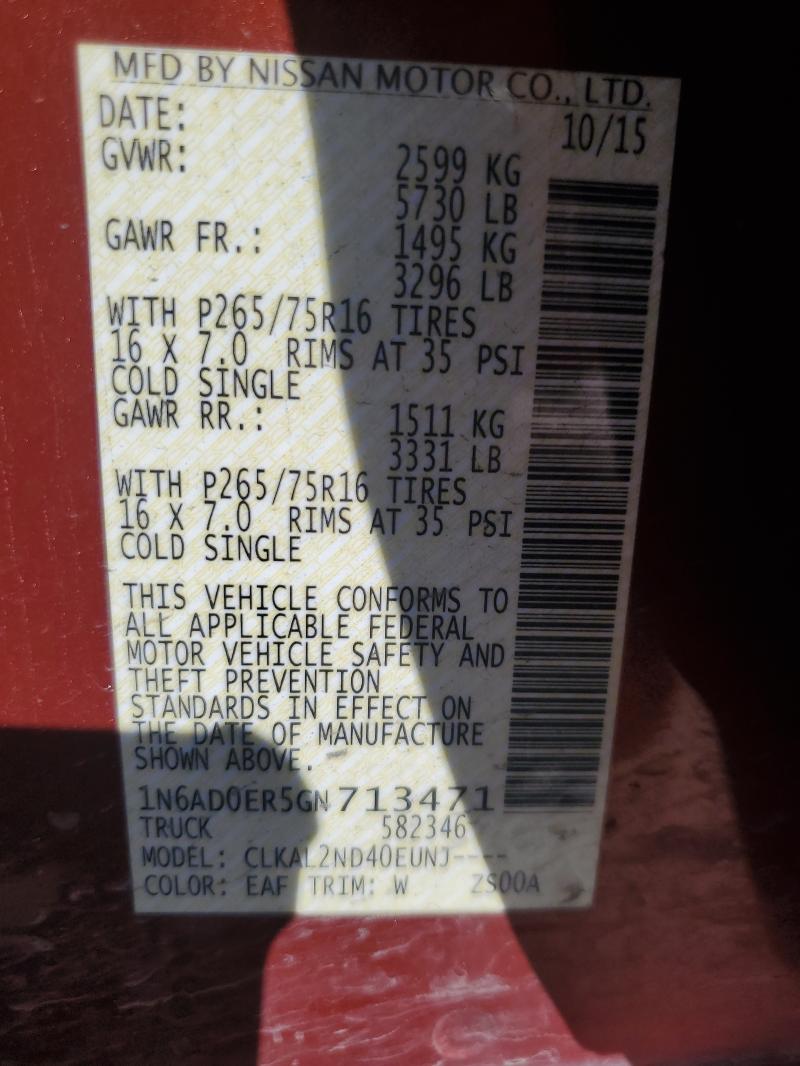 MFD BY NISSAN MOTOR CO., LTD.
DATE: 10/15
GVWR: 2599 KG
5730 LB
GAWR FR.: 1495 KG
3296 LB
WITH P265/75R16 TIRES
16 X 7.0 RIMS AT 35 PSI
COLD SINGLE
GAWR RR.: 1511 KG
3331 LB
WITH P265/75R16 TIRES
16 X 7.0 RIMS AT 35 PSI
COLD SINGLE
THIS VEHICLE CONFORMS TO
ALL APPLICABLE FEDERAL
MOTOR VEHICLE SAFETY AND
THEFT PREVENTION
STANDARDS IN EFFECT ON
THE DATE OF MANUFACTURE
SHOWN ABOVE.
1N6AD0ER5GN713471
TRUCK 582346
MODEL: CLKAL2ND40EUNJ----
COLOR: EAF TRIM: W ZS00A